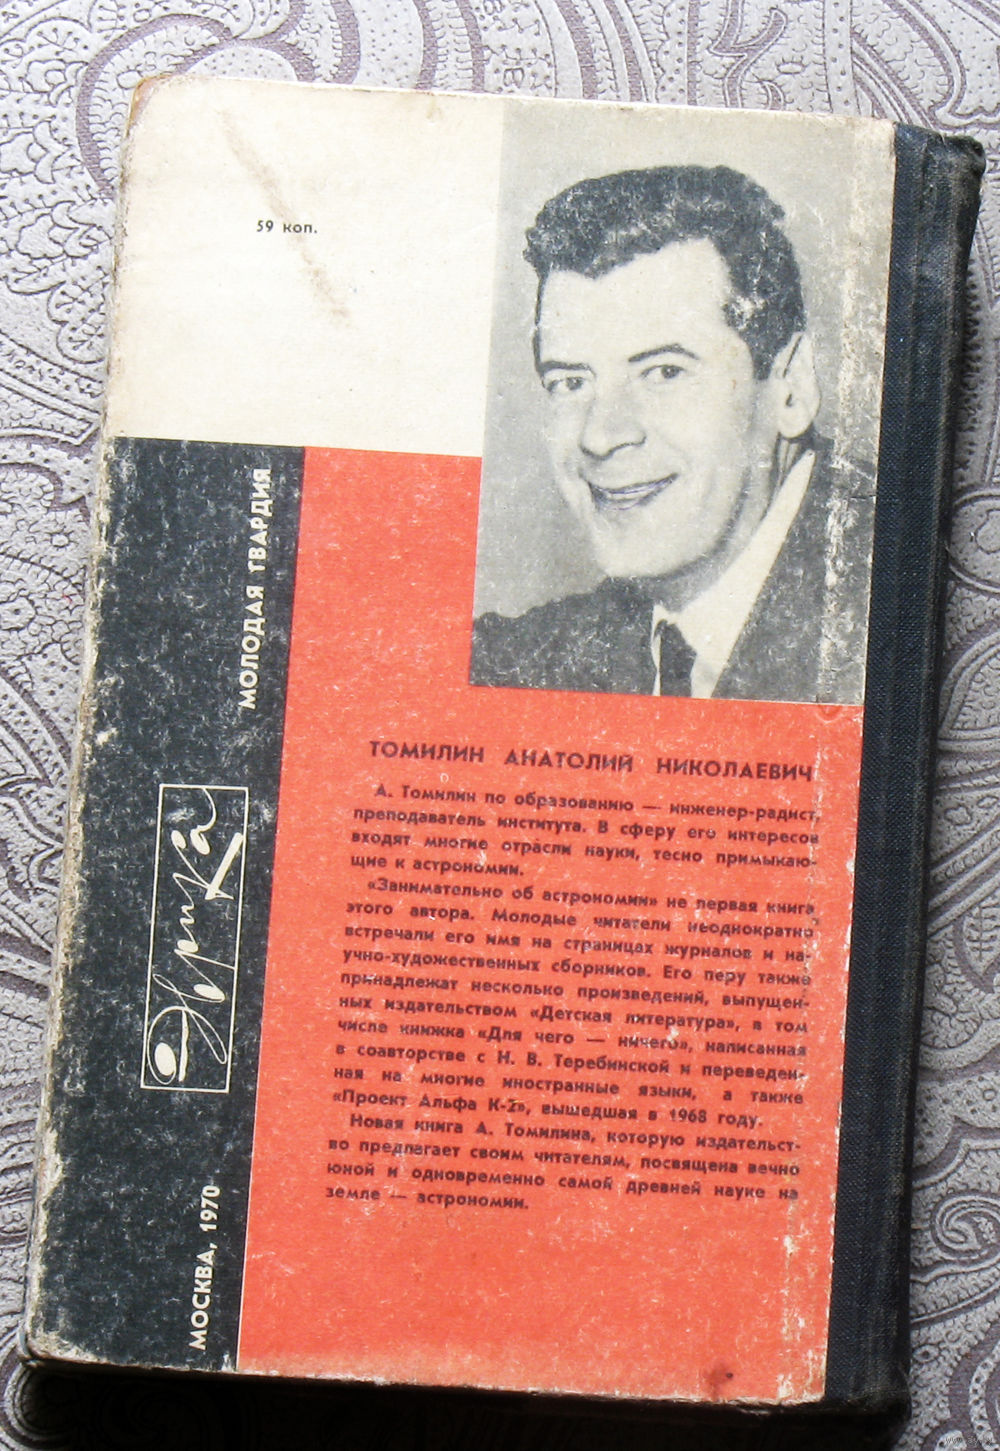 59 коп.
МОЛОДАЯ ГВАРДИЯ
Эврика
МОСКВА, 1970
ТОМИЛИН АНАТОЛИЙ НИКОЛАЕВИЧ
А. Томилин по образованию — инженер-радист,
преподаватель института. В сферу его интересов
входят многие отрасли науки, тесно примыкаю-
щие к астрономии.
«Занимательно об астрономии» не первая книга
этого автора. Молодые читатели неоднократно
встречали его имя на страницах журналов и на-
учно-художественных сборников. Его перу также
принадлежат несколько произведений, выпущен-
ных издательством «Детская литература», в том
числе книжка «Для чего — ничего», написанная
в соавторстве с Н. В. Теребинской и переведен-
ная на многие иностранные языки, а также
«Проект Альфа К-2», вышедшая в 1968 году.
Новая книга А. Томилина, которую издательст-
во предлагает своим читателям, посвящена вечно
юной и одновременно самой древней науке на
земле — астрономии.